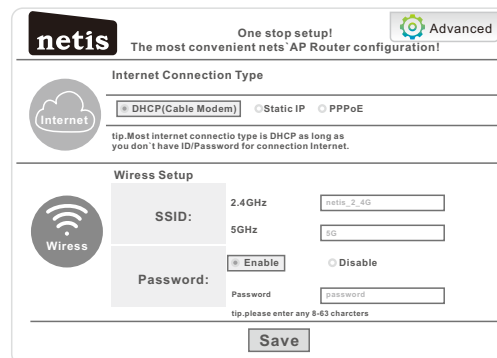 netis
One stop setup!
The most convenient nets`AP Router configuration!
Advanced
Internet Connection Type
Internet
DHCP(Cable Modem) Static IP PPPoE
tip.Most internet connectio type is DHCP as long as
you don`t have ID/Password for connection Internet.
Wiress Setup
Wiress
SSID:
2.4GHz netis_2_4G
5GHz 5G
Password:
Enable Disable
Password password
tip.please enter any 8-63 charcters
Save